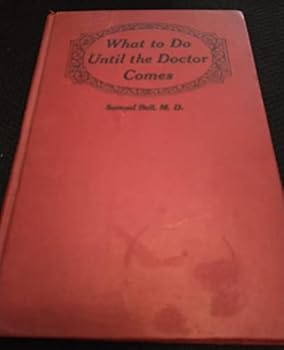 What to Do
Until the Doctor
Comes
Samuel Bell, M. D.